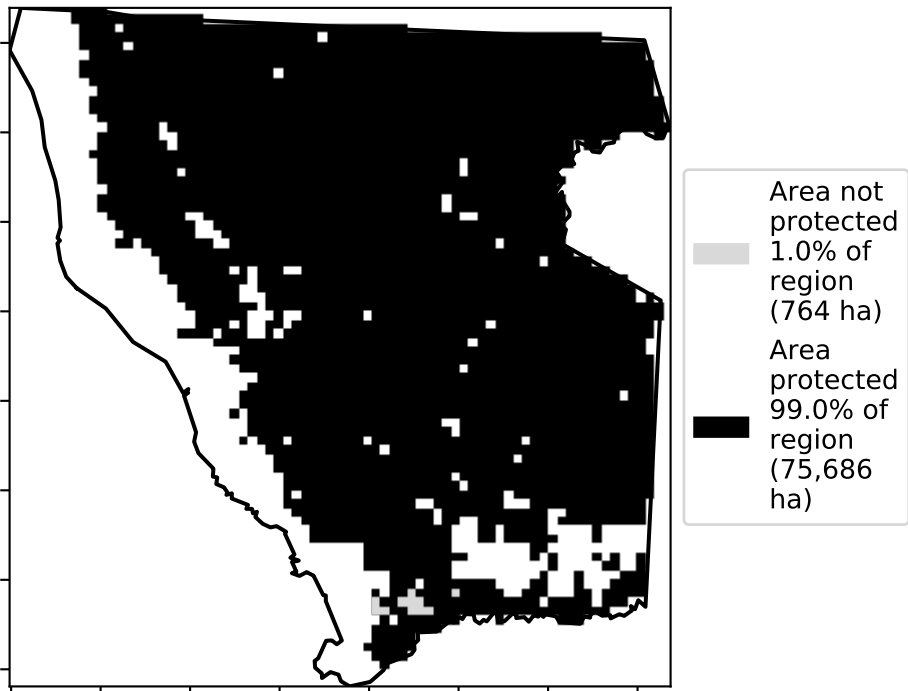 Area not
protected
1.0% of
region
(764 ha)
Area
protected
99.0% of
region
(75,686
ha)